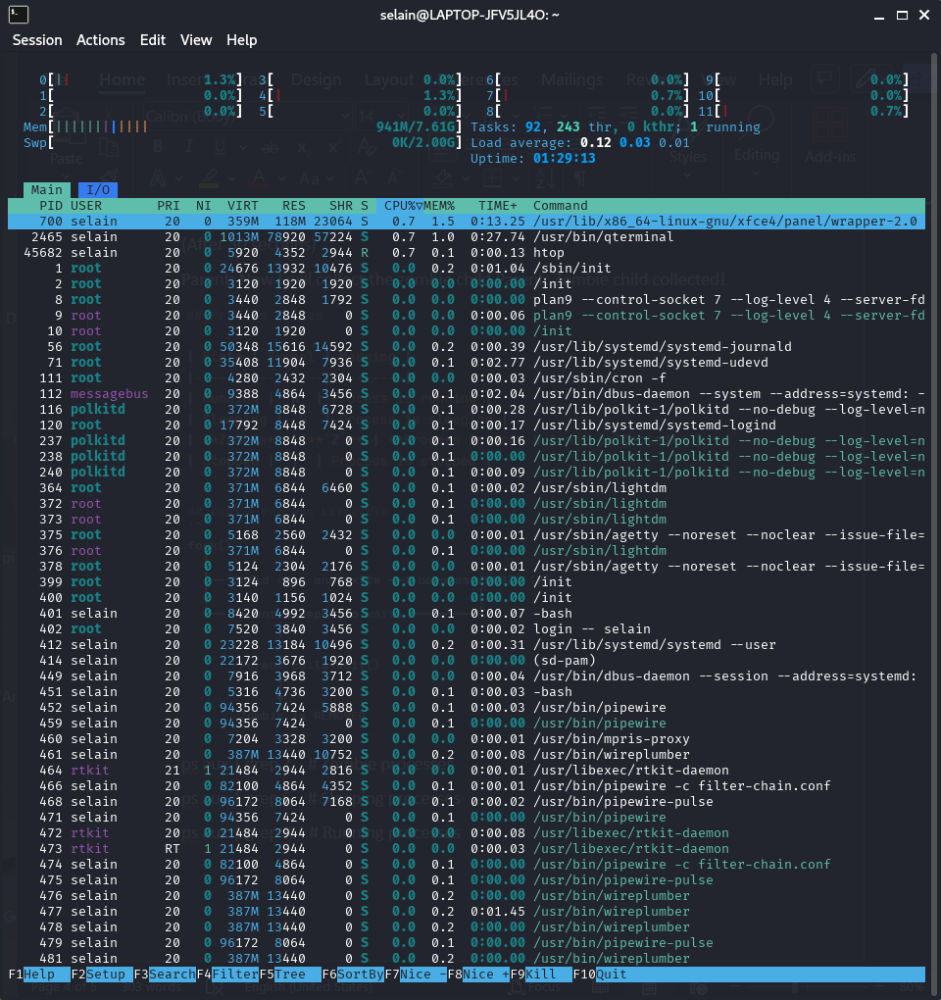 selain@LAPTOP-JFV5JL4O: ~
Session Actions Edit View Help
0[|| 1.3%] 3[ 0.0%] 6[ 0.0%] 9[ 0.0%]
1[ 0.0%] 4[| 1.3%] 7[| 0.7%] 10[ 0.0%]
2[ 0.0%] 5[ 0.0%] 8[ 0.0%] 11[| 0.7%]
Mem[|||||||||||| 941M/7.61G] Tasks: 92, 243 thr, 0 kthr; 1 running
Swp[ 0K/2.00G] Load average: 0.12 0.03 0.01
Uptime: 01:29:13
Main I/O
PID USER PRI NI VIRT RES SHR S CPU%▽MEM% TIME+ Command
700 selain 20 0 359M 118M 23064 S 0.7 1.5 0:13.25 /usr/lib/x86_64-linux-gnu/xfce4/panel/wrapper-2.0
2465 selain 20 0 1013M 78920 57224 S 0.7 1.0 0:27.74 /usr/bin/qterminal
45682 selain 20 0 5920 4352 2944 R 0.7 0.1 0:00.13 htop
1 root 20 0 24676 13932 10476 S 0.0 0.2 0:01.04 /sbin/init
2 root 20 0 3120 1920 1920 S 0.0 0.0 0:00.00 /init
8 root 20 0 3440 2848 1792 S 0.0 0.0 0:00.00 plan9 --control-socket 7 --log-level 4 --server-fd
9 root 20 0 3440 2848 0 S 0.0 0.0 0:00.06 plan9 --control-socket 7 --log-level 4 --server-fd
10 root 20 0 3120 1920 0 S 0.0 0.0 0:00.00 /init
56 root 20 0 50348 15616 14592 S 0.0 0.2 0:00.39 /usr/lib/systemd/systemd-journald
71 root 20 0 35408 11904 7936 S 0.0 0.1 0:02.77 /usr/lib/systemd/systemd-udevd
111 root 20 0 4280 2432 2304 S 0.0 0.0 0:00.03 /usr/sbin/cron -f
112 messagebus 20 0 9388 4864 3456 S 0.0 0.1 0:02.04 /usr/bin/dbus-daemon --system --address=systemd: -
116 polkitd 20 0 372M 8848 6728 S 0.0 0.1 0:00.28 /usr/lib/polkit-1/polkitd --no-debug --log-level=n
120 root 20 0 17792 8448 7424 S 0.0 0.1 0:00.17 /usr/lib/systemd/systemd-logind
237 polkitd 20 0 372M 8848 0 S 0.0 0.1 0:00.16 /usr/lib/polkit-1/polkitd --no-debug --log-level=n
238 polkitd 20 0 372M 8848 0 S 0.0 0.1 0:00.00 /usr/lib/polkit-1/polkitd --no-debug --log-level=n
240 polkitd 20 0 372M 8848 0 S 0.0 0.1 0:00.09 /usr/lib/polkit-1/polkitd --no-debug --log-level=n
364 root 20 0 371M 6844 6460 S 0.0 0.1 0:00.02 /usr/sbin/lightdm
372 root 20 0 371M 6844 0 S 0.0 0.1 0:00.00 /usr/sbin/lightdm
373 root 20 0 371M 6844 0 S 0.0 0.1 0:00.00 /usr/sbin/lightdm
375 root 20 0 5168 2560 2432 S 0.0 0.0 0:00.01 /usr/sbin/agetty --noreset --noclear --issue-file=
376 root 20 0 371M 6844 0 S 0.0 0.1 0:00.00 /usr/sbin/lightdm
378 root 20 0 5124 2304 2176 S 0.0 0.0 0:00.01 /usr/sbin/agetty --noreset --noclear --issue-file=
399 root 20 0 3124 896 768 S 0.0 0.0 0:00.00 /init
400 root 20 0 3140 1156 1024 S 0.0 0.0 0:00.00 /init
401 selain 20 0 8420 4992 3456 S 0.0 0.1 0:00.07 -bash
402 root 20 0 7520 3840 3456 S 0.0 0.0 0:00.02 login -- selain
412 selain 20 0 23228 13184 10496 S 0.0 0.2 0:00.31 /usr/lib/systemd/systemd --user
414 selain 20 0 22172 3676 1920 S 0.0 0.0 0:00.00 (sd-pam)
449 selain 20 0 7916 3968 3712 S 0.0 0.0 0:00.04 /usr/bin/dbus-daemon --session --address=systemd:
451 selain 20 0 5316 4736 3200 S 0.0 0.1 0:00.03 -bash
452 selain 20 0 94356 7424 5888 S 0.0 0.1 0:00.03 /usr/bin/pipewire
459 selain 20 0 94356 7424 0 S 0.0 0.1 0:00.00 /usr/bin/pipewire
460 selain 20 0 7204 3328 3200 S 0.0 0.0 0:00.01 /usr/bin/mpris-proxy
461 selain 20 0 387M 13440 10752 S 0.0 0.2 0:00.08 /usr/bin/wireplumber
464 rtkit 21 1 21484 2944 2816 S 0.0 0.0 0:00.01 /usr/libexec/rtkit-daemon
466 selain 20 0 82100 4864 4352 S 0.0 0.1 0:00.01 /usr/bin/pipewire -c filter-chain.conf
468 selain 20 0 96172 8064 7168 S 0.0 0.1 0:00.02 /usr/bin/pipewire-pulse
471 selain 20 0 94356 7424 0 S 0.0 0.1 0:00.00 /usr/bin/pipewire
472 rtkit 20 0 21484 2944 0 S 0.0 0.0 0:00.08 /usr/libexec/rtkit-daemon
473 rtkit RT 1 21484 2944 0 S 0.0 0.0 0:00.03 /usr/libexec/rtkit-daemon
474 selain 20 0 82100 4864 0 S 0.0 0.1 0:00.00 /usr/bin/pipewire -c filter-chain.conf
475 selain 20 0 96172 8064 0 S 0.0 0.1 0:00.00 /usr/bin/pipewire-pulse
476 selain 20 0 387M 13440 0 S 0.0 0.2 0:00.00 /usr/bin/wireplumber
477 selain 20 0 387M 13440 0 S 0.0 0.2 0:01.45 /usr/bin/wireplumber
478 selain 20 0 387M 13440 0 S 0.0 0.2 0:00.00 /usr/bin/wireplumber
479 selain 20 0 96172 8064 0 S 0.0 0.1 0:00.00 /usr/bin/pipewire-pulse
481 selain 20 0 387M 13440 0 S 0.0 0.2 0:00.00 /usr/bin/wireplumber
F1Help F2Setup F3SearchF4FilterF5Tree F6SortByF7Nice -F8Nice +F9Kill F10Quit